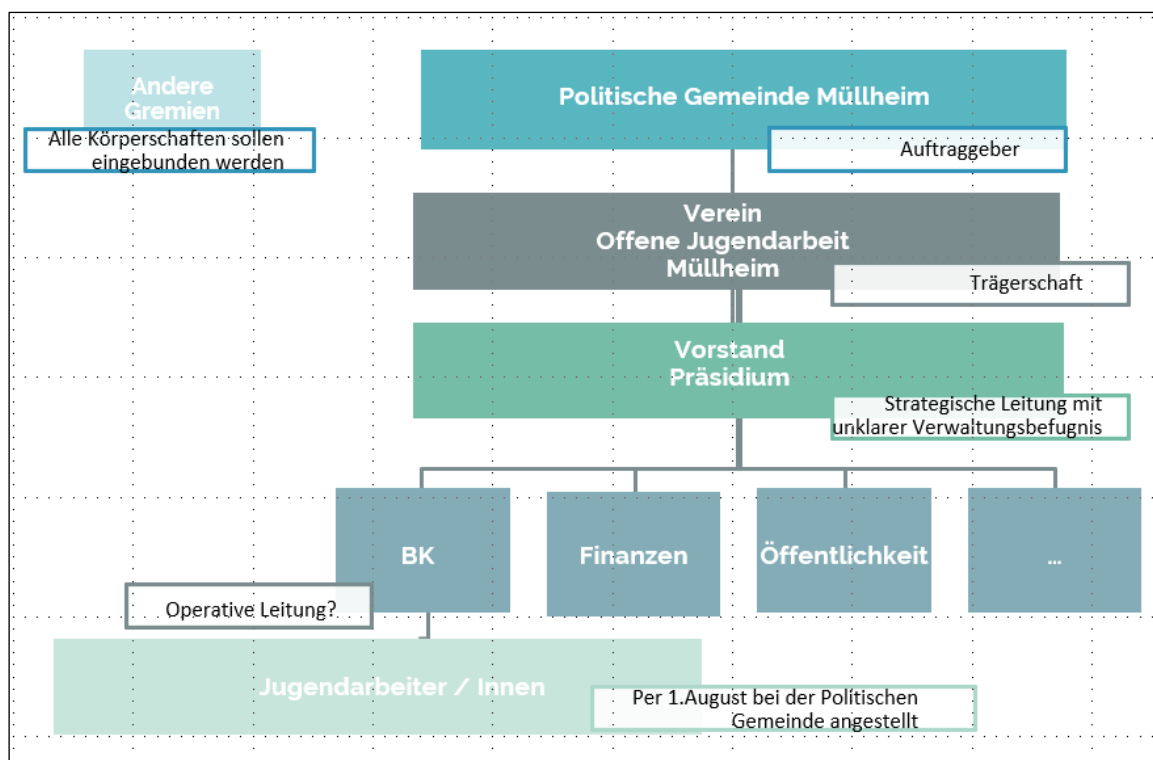 Andere
Gremien
Alle Körperschaften sollen
eingebunden werden
Politische Gemeinde Müllheim
Auftraggeber
Verein
Offene Jugendarbeit
Müllheim
Trägerschaft
Vorstand
Präsidium
Strategische Leitung mit
unklarer Verwaltungsbefugnis
BK
Finanzen
Öffentlichkeit
...
Operative Leitung?
Jugendarbeiter / Innen
Per 1.August bei der Politischen
Gemeinde angestellt